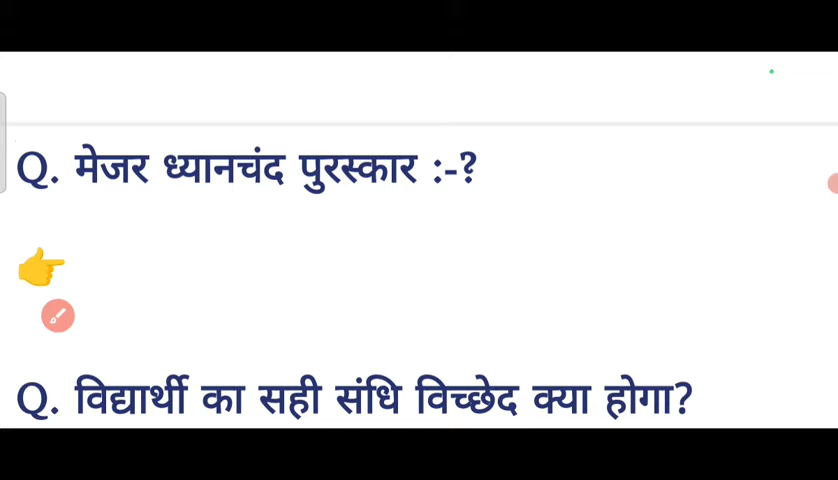 Q. मेजर ध्यानचंद पुरस्कार :-?
Q. विद्यार्थी का सही संधि विच्छेद क्या होगा?